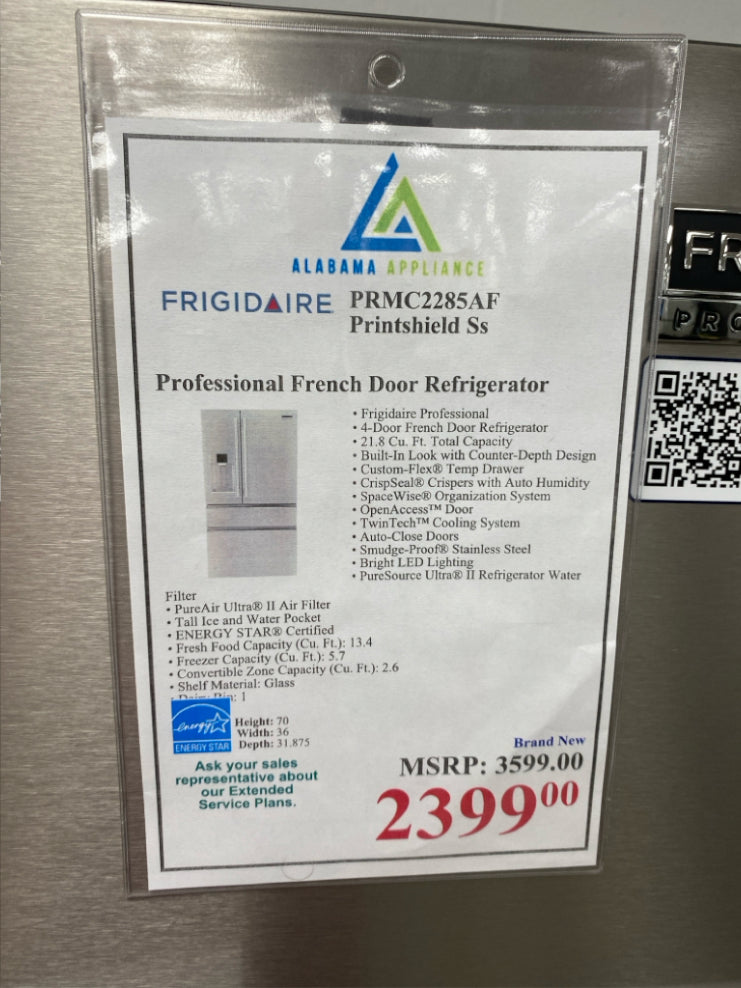 ALABAMA APPLIANCE
FRIGIDAIRE PRMC2285AF
Printshield Ss
FR
PRO
Professional French Door Refrigerator
• Frigidaire Professional
• 4-Door French Door Refrigerator
• 21.8 Cu. Ft. Total Capacity
• Built-In Look with Counter-Depth Design
• Custom-Flex® Temp Drawer
• CrispSeal® Crispers with Auto Humidity
• SpaceWise® Organization System
• OpenAccess™ Door
• TwinTech™ Cooling System
• Auto-Close Doors
• Smudge-Proof® Stainless Steel
• Bright LED Lighting
• PureSource Ultra® II Refrigerator Water
Filter
• PureAir Ultra® II Air Filter
• Tall Ice and Water Pocket
• ENERGY STAR® Certified
• Fresh Food Capacity (Cu. Ft.): 13.4
• Freezer Capacity (Cu. Ft.): 5.7
• Convertible Zone Capacity (Cu. Ft.): 2.6
• Shelf Material: Glass
• Dairy Bin: 1
energy
ENERGY STAR
Height: 70
Width: 36
Depth: 31.875
Ask your sales
representative about
our Extended
Service Plans.
Brand New
MSRP: 3599.00
2399⁰⁰